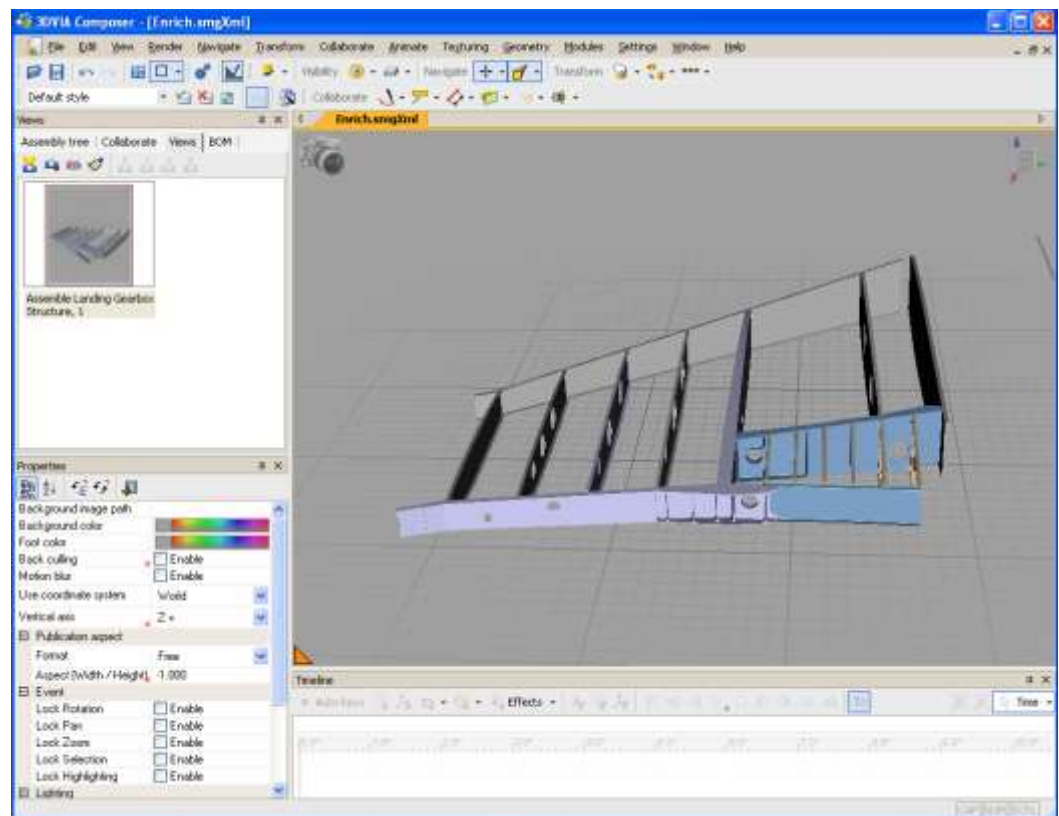 3DVIA Composer - [Enrich.smgXml]
File Edit View Render Navigate Transform Collaborate Animate Texturing Geometry Modules Settings Window Help
Visibility Navigate Transform
Default style Collaborate
Views
Enrich.smgXml
Assembly tree Collaborate Views BOM
Assemble Landing Gearbox
Structure, 1
Properties
Background image path
Background color
Foot color
Back culling Enable
Motion blur Enable
Use coordinate system World
Vertical axis Z+
Publication aspect
Format Free
Aspect (Width / Height) -1.000
Event
Lock Rotation Enable
Lock Pan Enable
Lock Zoom Enable
Lock Selection Enable
Lock Highlighting Enable
Lighting
Timeline
Effects
Time